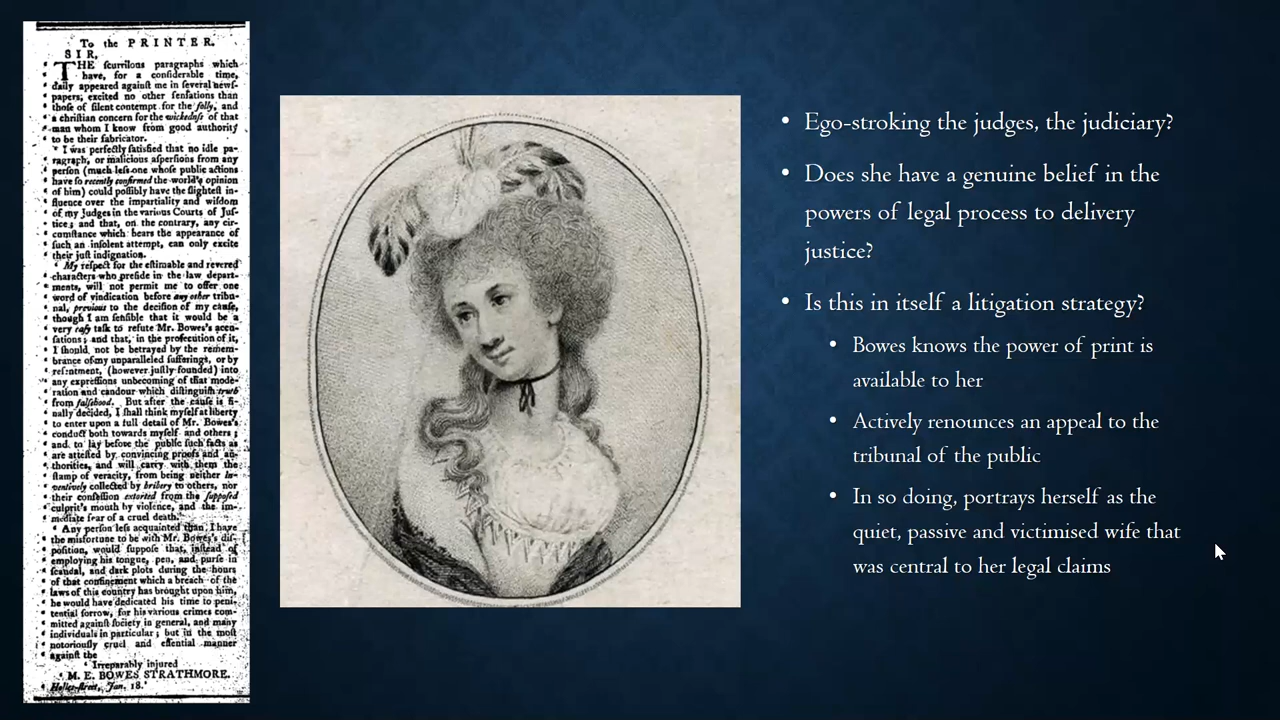 To the PRINTER.
SIR,
' THE ſcurrilous paragraphs which
' have, for a conſiderable time,
daily appeared againſt me in ſeveral newſ-
' papers, excited no other ſenſations than
' thoſe of ſilent contempt for the folly, and
' a chriſtian concern for the wickedneſs of that
' man whom I know from good authority
' to be their fabricator.
' I was perfectly ſatisfied that no idle pa-
' ragraph, or malicious aſperſions from any
' perſon (much leſs one whoſe public actions
' have ſo recently confirmed the world's opinion
' of him) could poſſibly have the ſlighteſt in-
' fluence over the impartiality and wiſdom
' of my Judges in the various Courts of Juſ-
' tice; and that, on the contrary, any cir-
' cumſtance which bears the appearance of
' ſuch an inſolent attempt, can only excite
' their juſt indignation.
' My reſpect for the eſtimable and revered
' characters who preſide in the law depart-
' ments, will not permit me to offer one
' word of vindication before any other tribu-
' nal, previous to the deciſion of my cauſe,
' though I am ſenſible that it would be a
' very eaſy taſk to refute Mr. Bowes's accu-
' ſations; and that, in the proſecution of it,
' I ſhould not be betrayed by the remem-
' brance of my unparalleled ſufferings, or by
' reſentment, (however juſtly founded) into
' any expreſſions unbecoming of that mode-
' ration and candour which diſtinguiſh truth
' from falſehood. But after the cauſe is fi-
' nally decided, I ſhall think myſelf at liberty
' to enter upon a full detail of Mr. Bowes's
' conduct both towards myſelf and others;
' and to lay before the public ſuch facts as
' are atteſted by convincing proofs and au-
' thorities, and will carry with them the
' ſtamp of veracity, from being neither in-
' ventively collected by bribery to others, nor
' their confeſſion extorted from the ſuppoſed
' culprit's mouth by violence, and the im-
' mediate fear of a cruel death.
' Any perſon leſs acquainted than I have
' the misfortune to be with Mr. Bowes's diſ-
' poſition, would ſuppoſe that, inſtead of
' employing his tongue, pen, and purſe in
' ſcandal, and dark plots during the hours
' of that confinement which a breach of the
' laws of this country has brought upon him,
' he would have dedicated his time to peni-
' tential ſorrow, for his various crimes com-
' mitted againſt ſociety in general, and many
' individuals in particular; but in the moſt
' notoriouſly cruel and eſſential manner
' againſt the
' Irreparably injured
' M. E. BOWES STRATHMORE.
' Holles-ſtreet, Jan. 18.'
• Ego-stroking the judges, the judiciary?
• Does she have a genuine belief in the
powers of legal process to delivery
justice?
• Is this in itself a litigation strategy?
• Bowes knows the power of print is
available to her
• Actively renounces an appeal to the
tribunal of the public
• In so doing, portrays herself as the
quiet, passive and victimised wife that
was central to her legal claims